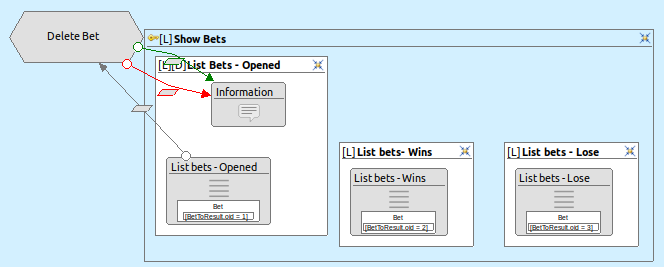 Delete Bet
[L] Show Bets
[L][D] List Bets - Opened
Information
List bets - Opened
Bet
[BetToResult.oid = 1]
[L] List bets- Wins
List bets - Wins
Bet
[BetToResult.oid = 2]
[L] List bets - Lose
List bets - Lose
Bet
[BetToResult.oid = 3]